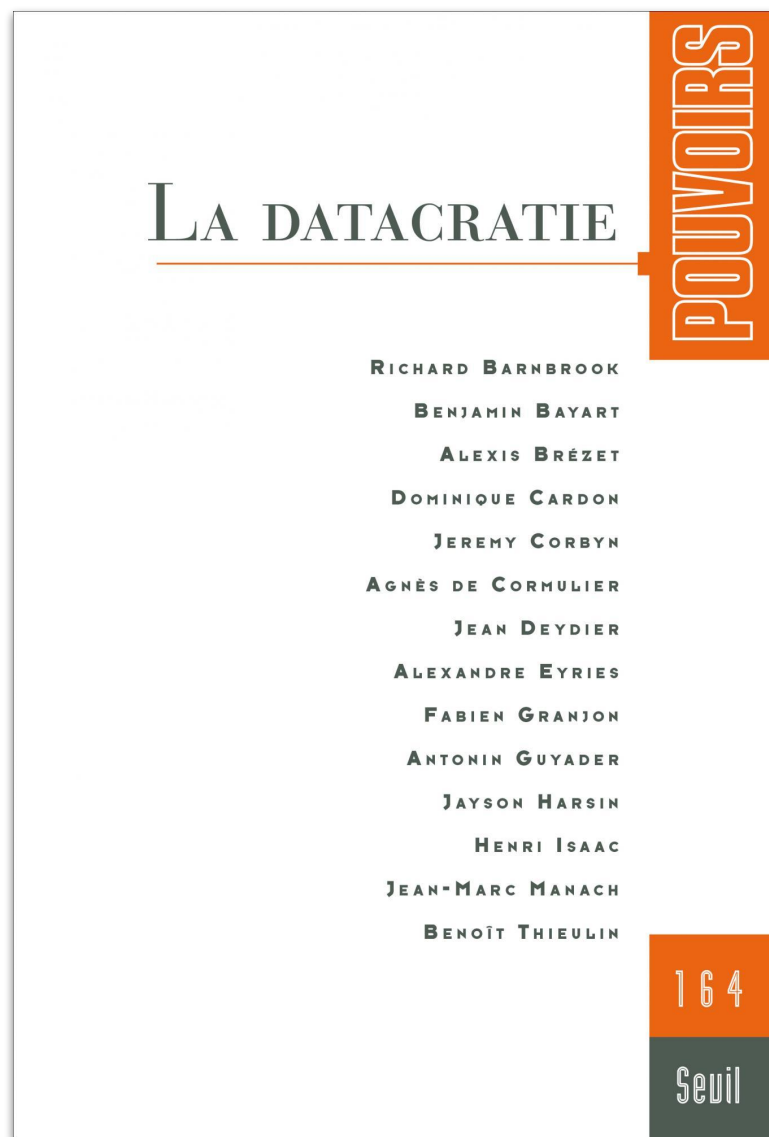 POUVOIRS
LA DATACRATIE
RICHARD BARNBROOK
BENJAMIN BAYART
ALEXIS BRÉZET
DOMINIQUE CARDON
JEREMY CORBYN
AGNÈS DE CORMULIER
JEAN DEYDIER
ALEXANDRE EYRIES
FABIEN GRANJON
ANTONIN GUYADER
JAYSON HARSIN
HENRI ISAAC
JEAN-MARC MANACH
BENOÎT THIEULIN
164
Seuil